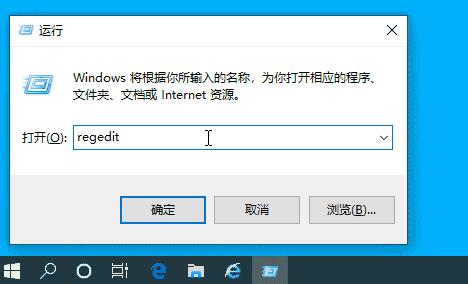 运行
Windows 将根据你所输入的名称，为你打开相应的程序、
文件夹、文档或 Internet 资源。
打开(O): regedit
确定 取消 浏览(B)...